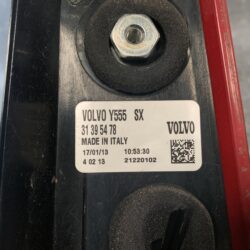 VOLVO Y555 SX
31 39 54 78
MADE IN ITALY
VOLVO
17/01/13 10:53:30
4 02 13 21220102